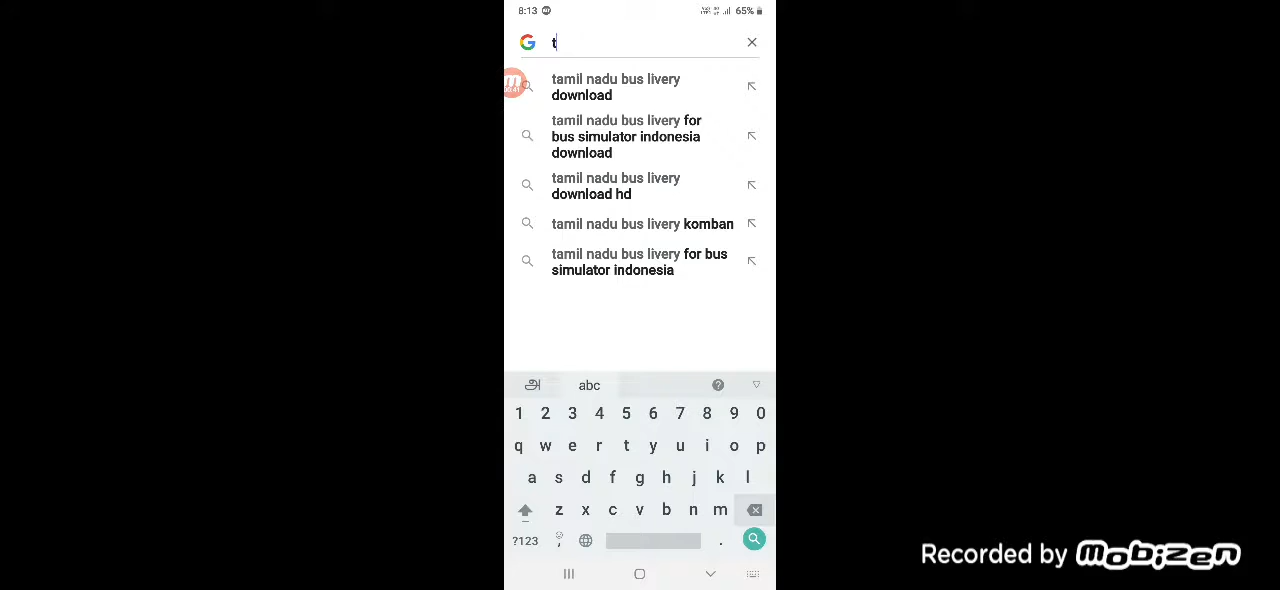 8:13
65%
t
tamil nadu bus livery
download
tamil nadu bus livery for
bus simulator indonesia
download
tamil nadu bus livery
download hd
tamil nadu bus livery komban
tamil nadu bus livery for bus
simulator indonesia
00:41
அ abc
1 2 3 4 5 6 7 8 9 0
q w e r t y u i o p
a s d f g h j k l
z x c v b n m
?123 , .
Recorded by mobizen